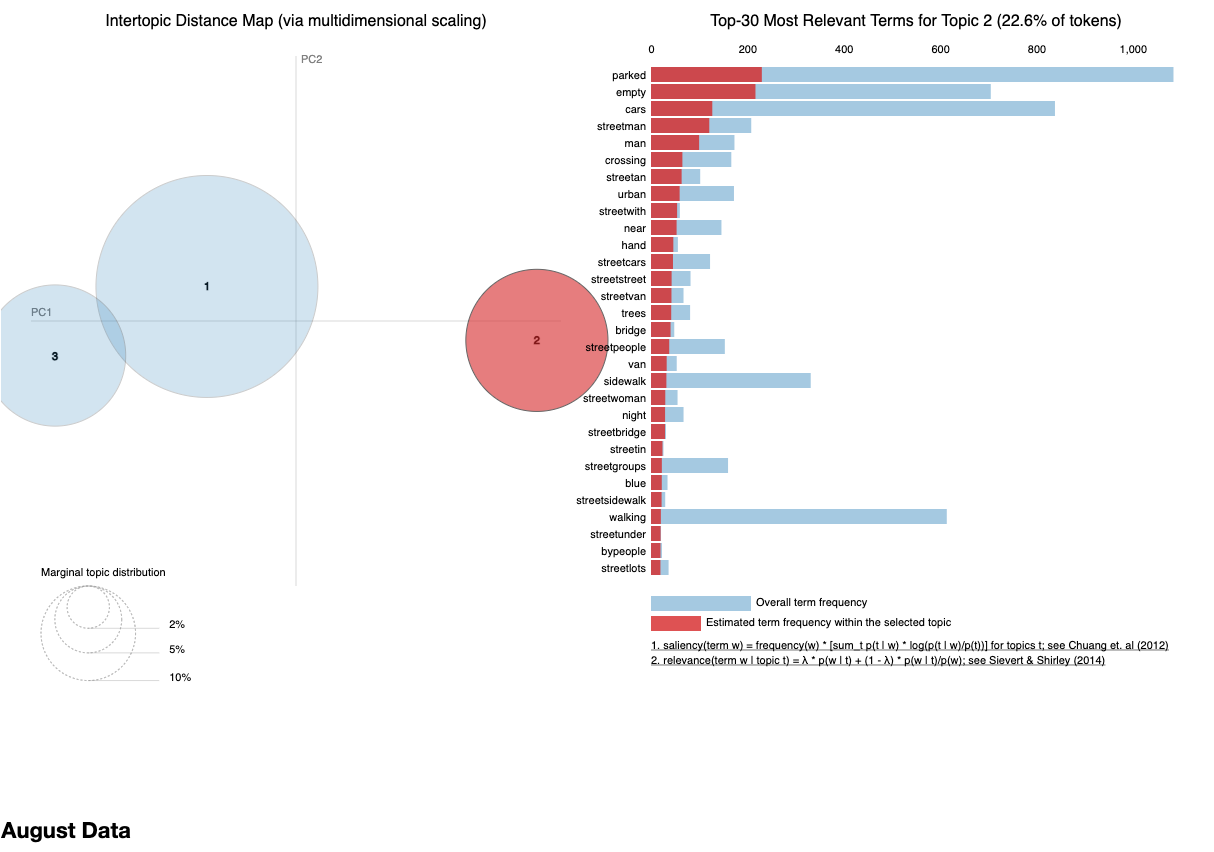 Intertopic Distance Map (via multidimensional scaling)
PC2
PC1
1
2
3
Marginal topic distribution
2%
5%
10%
Top-30 Most Relevant Terms for Topic 2 (22.6% of tokens)
0 200 400 600 800 1,000
parked
empty
cars
streetman
man
crossing
streetan
urban
streetwith
near
hand
streetcars
streetstreet
streetvan
trees
bridge
streetpeople
van
sidewalk
streetwoman
night
streetbridge
streetin
streetgroups
blue
streetsidewalk
walking
streetunder
bypeople
streetlots
Overall term frequency
Estimated term frequency within the selected topic
1. saliency(term w) = frequency(w) * [sum_t p(t | w) * log(p(t | w)/p(t))] for topics t; see Chuang et. al (2012)
2. relevance(term w | topic t) = λ * p(w | t) + (1 - λ) * p(w | t)/p(w); see Sievert & Shirley (2014)
August Data